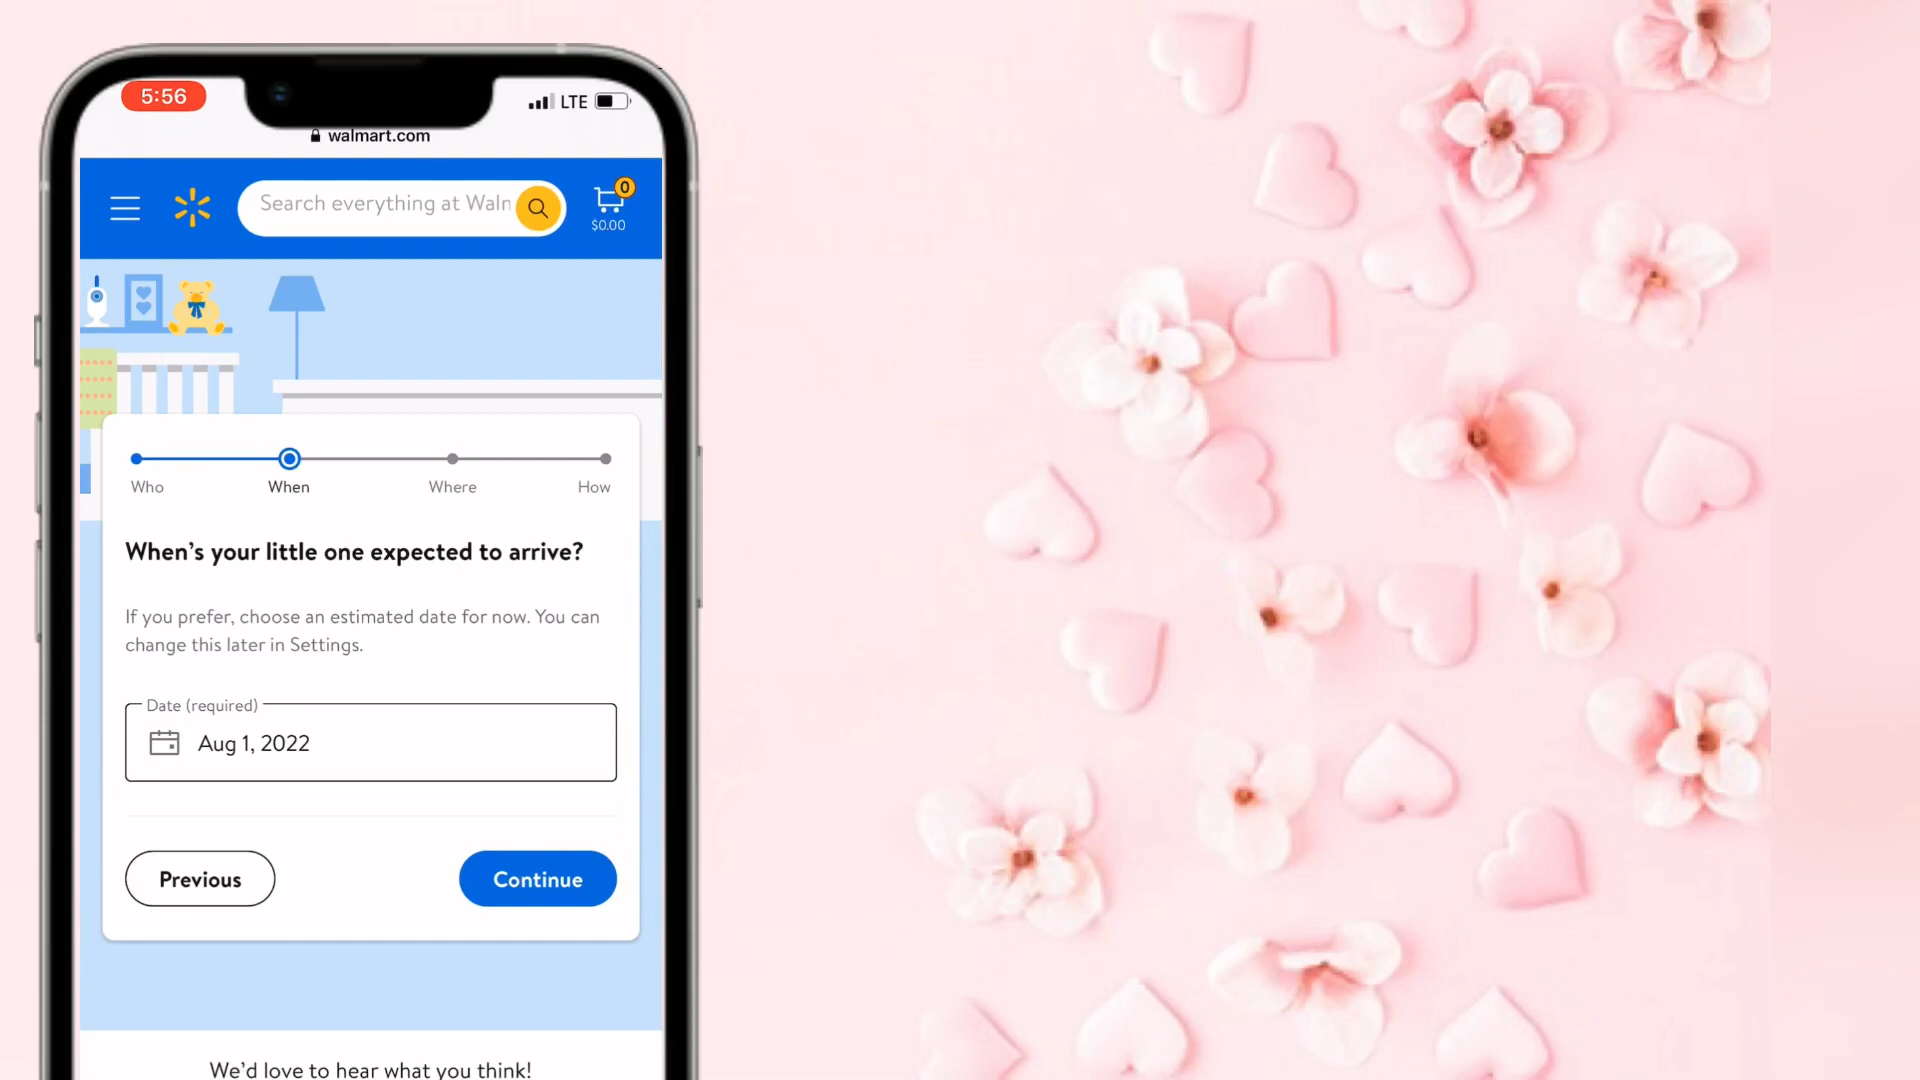 5:56
LTE
walmart.com
Search everything at Waln
0
$0.00
Who
When
Where
How
When's your little one expected to arrive?
If you prefer, choose an estimated date for now. You can
change this later in Settings.
Date (required)
Aug 1, 2022
Previous
Continue
We'd love to hear what you think!